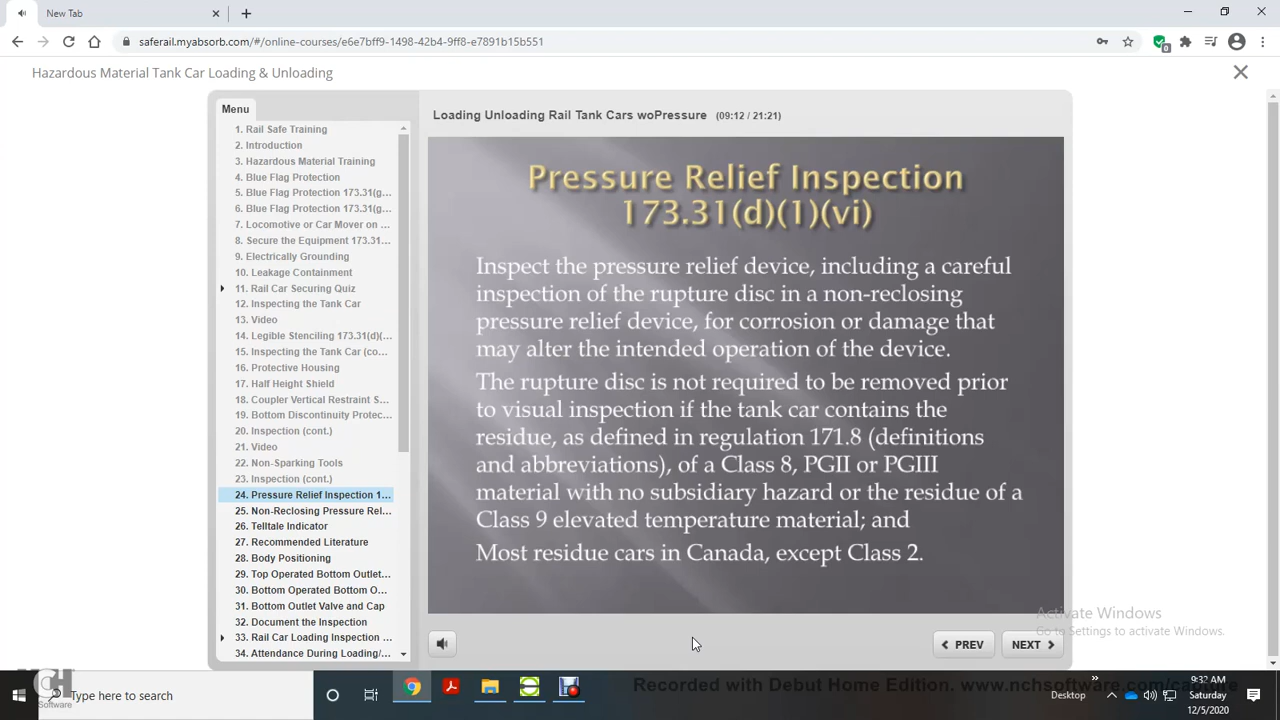 New Tab
saferail.myabsorb.com/#/online-courses/e6e7bff9-1498-42b4-9ff8-e7891b15b551
0
Hazardous Material Tank Car Loading & Unloading
Menu
1. Rail Safe Training
2. Introduction
3. Hazardous Material Training
4. Blue Flag Protection
5. Blue Flag Protection 173.31(g...
6. Blue Flag Protection 173.31(g...
7. Locomotive or Car Mover on ...
8. Secure the Equipment 173.31...
9. Electrically Grounding
10. Leakage Containment
11. Rail Car Securing Quiz
12. Inspecting the Tank Car
13. Video
14. Legible Stenciling 173.31(d)(...
15. Inspecting the Tank Car (co...
16. Protective Housing
17. Half Height Shield
18. Coupler Vertical Restraint S...
19. Bottom Discontinuity Protec...
20. Inspection (cont.)
21. Video
22. Non-Sparking Tools
23. Inspection (cont.)
24. Pressure Relief Inspection 1...
25. Non-Reclosing Pressure Rel...
26. Telltale Indicator
27. Recommended Literature
28. Body Positioning
29. Top Operated Bottom Outlet...
30. Bottom Operated Bottom O...
31. Bottom Outlet Valve and Cap
32. Document the Inspection
33. Rail Car Loading Inspection ...
34. Attendance During Loading/...
Loading Unloading Rail Tank Cars woPressure (09:12 / 21:21)
Pressure Relief Inspection
173.31(d)(1)(vi)
Inspect the pressure relief device, including a careful
inspection of the rupture disc in a non-reclosing
pressure relief device, for corrosion or damage that
may alter the intended operation of the device.
The rupture disc is not required to be removed prior
to visual inspection if the tank car contains the
residue, as defined in regulation 171.8 (definitions
and abbreviations), of a Class 8, PGII or PGIII
material with no subsidiary hazard or the residue of a
Class 9 elevated temperature material; and
Most residue cars in Canada, except Class 2.
PREV
NEXT
Activate Windows
Go to Settings to activate Windows.
NCH
Software
Type here to search
Recorded with Debut Home Edition. www.nchsoftware.com/capture
Desktop
9:32 AM
Saturday
12/5/2020